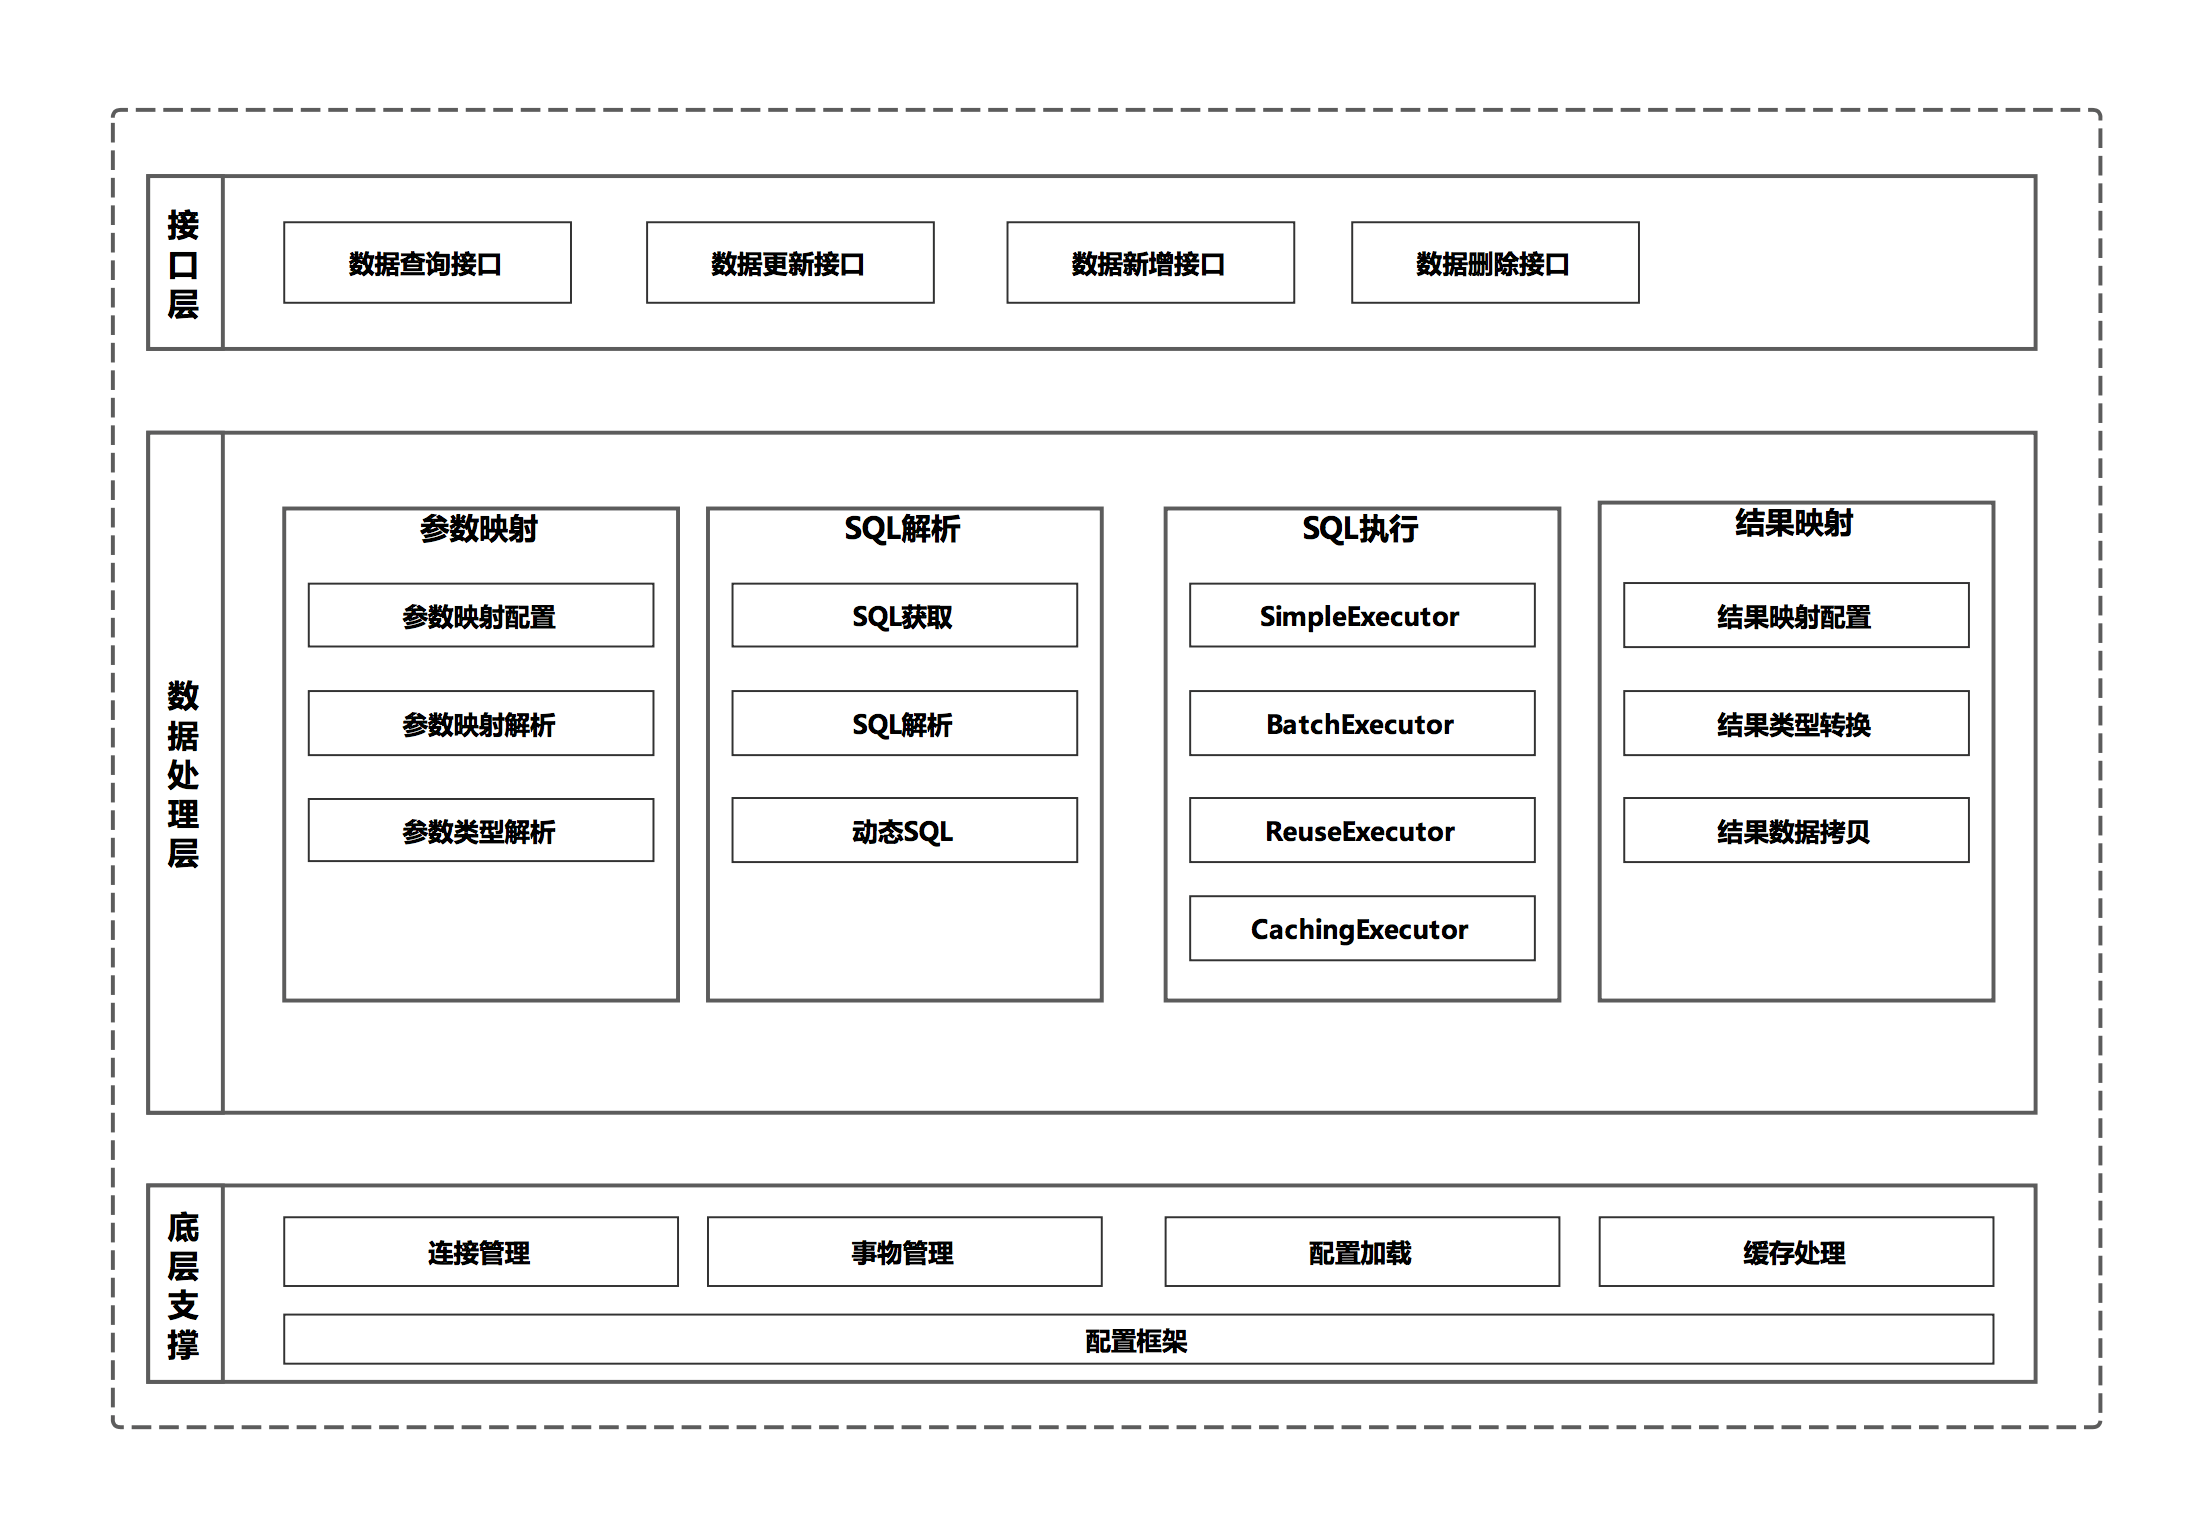 接口层
数据查询接口
数据更新接口
数据新增接口
数据删除接口
数据处理层
参数映射
参数映射配置
参数映射解析
参数类型解析
SQL解析
SQL获取
SQL解析
动态SQL
SQL执行
SimpleExecutor
BatchExecutor
ReuseExecutor
CachingExecutor
结果映射
结果映射配置
结果类型转换
结果数据拷贝
底层支撑
连接管理
事物管理
配置加载
缓存处理
配置框架